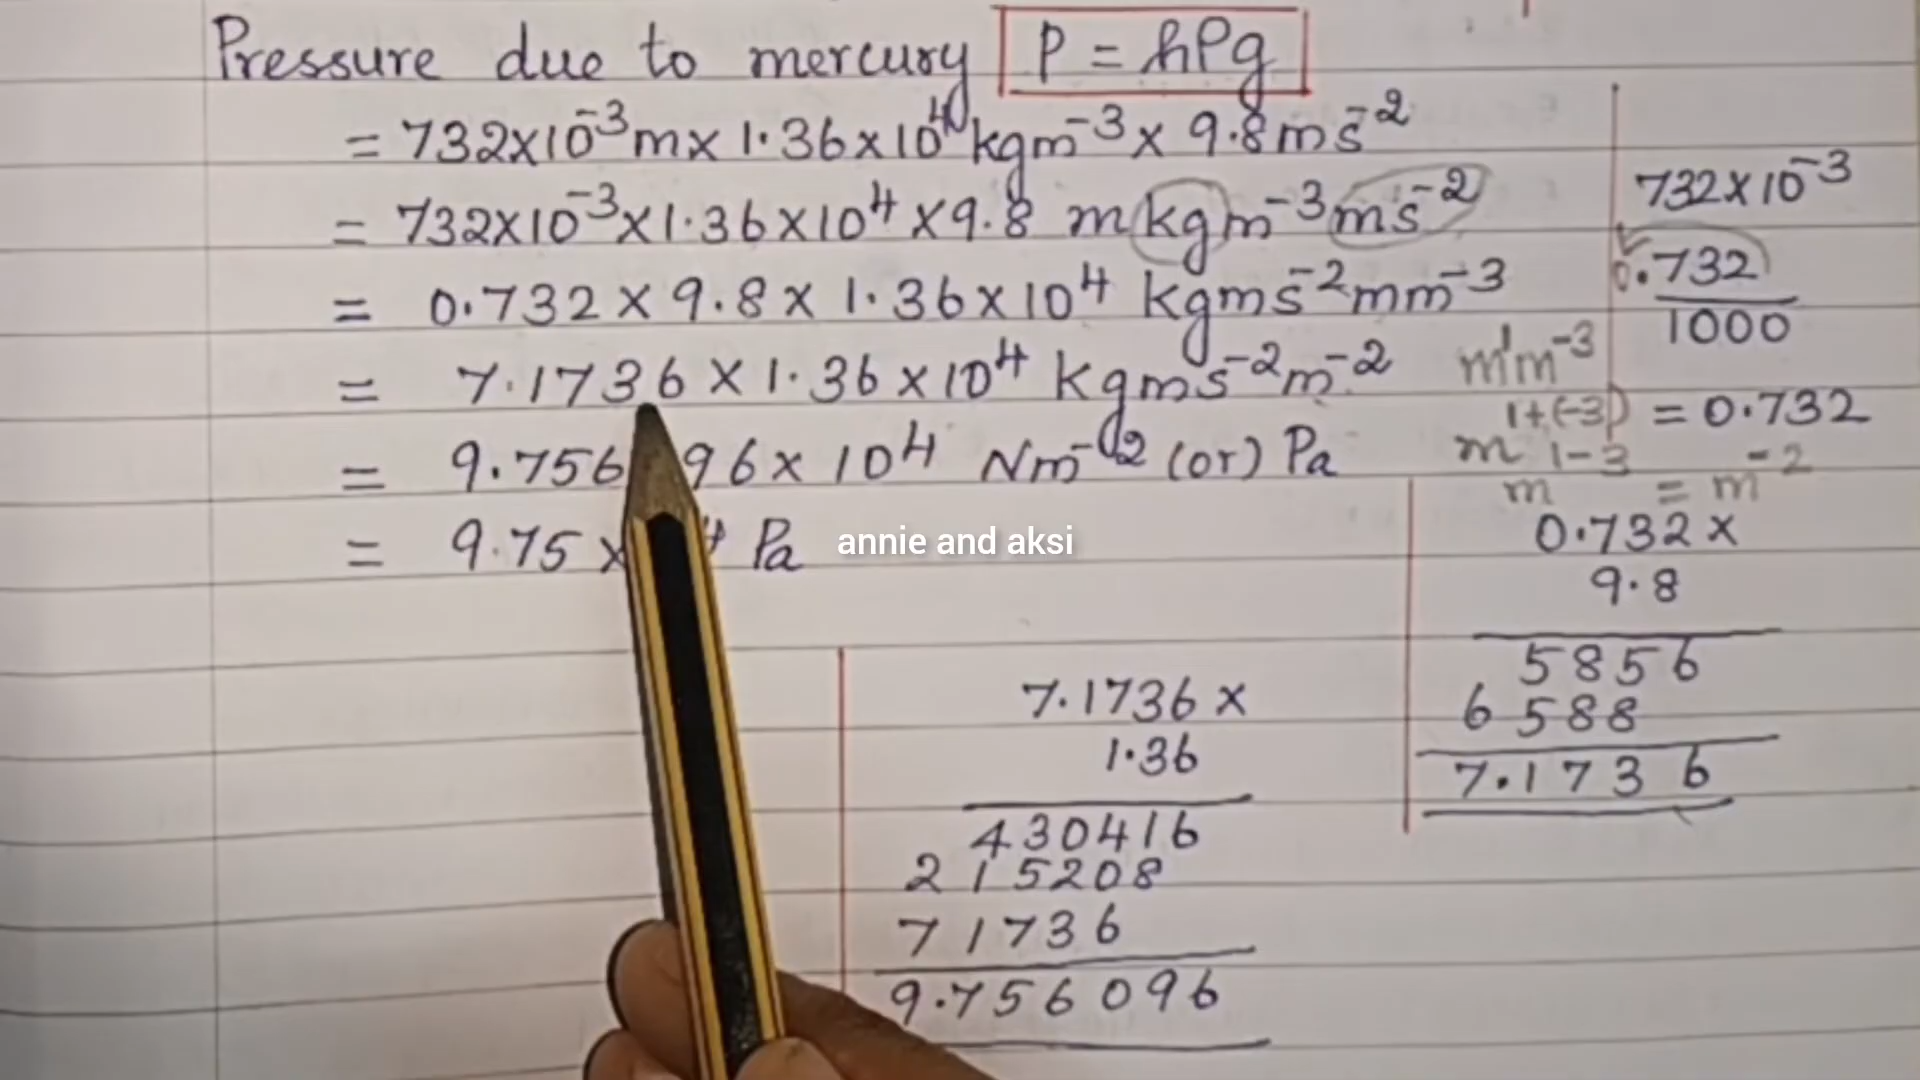 Pressure due to mercury P = hρg
= 732×10⁻³m× 1.36×10⁴kgm⁻³× 9.8ms⁻²
= 732×10⁻³×1.36×10⁴×9.8 mkgm⁻³ms⁻²
= 0.732×9.8×1.36×10⁴ kgms⁻²mm⁻³
= 7.1736×1.36×10⁴ kgms⁻²m⁻²
= 9.756 96× 10⁴ Nm⁻² (or) Pa
= 9.75 × 4 Pa
annie and aksi
732×10⁻³
0.732
1000
= 0.732
m¹m⁻³
m¹⁺⁽⁻³⁾
m¹⁻³ = m⁻²
0.732×
9.8
5856
6588
7.1736
7.1736×
1.36
430416
215208
71736
9.756096